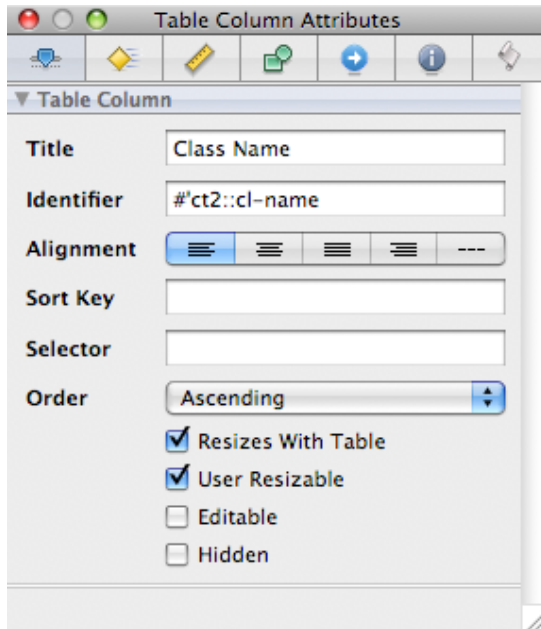 Table Column Attributes
Table Column
Title Class Name
Identifier #'ct2::cl-name
Alignment ---
Sort Key
Selector
Order Ascending
Resizes With Table
User Resizable
Editable
Hidden